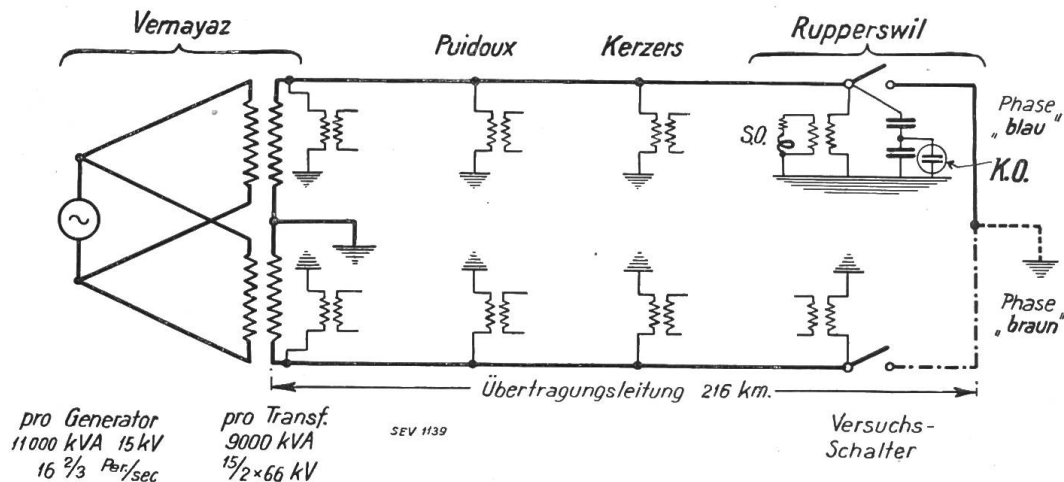 Vernayaz
Puidoux
Kerzers
Rupperswil
S.O.
Phase
„blau"
K.O.
Phase
„braun"
Übertragungsleitung 216 km.
pro Generator
11000 kVA 15 kV
16 2/3 Per/sec
pro Transf.
9000 kVA
15/2×66 kV
SEV 1139
Versuchs-
Schalter